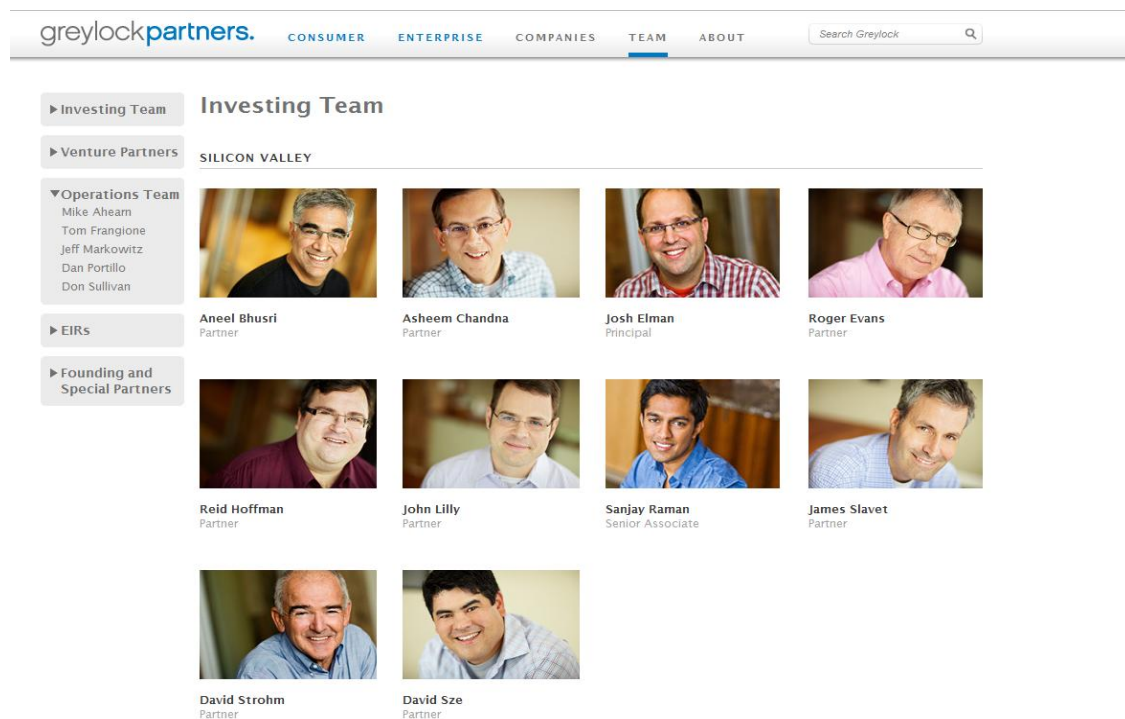 greylockpartners.
CONSUMER ENTERPRISE COMPANIES TEAM ABOUT
Search Greylock
Investing Team
Venture Partners
Operations Team
Mike Ahearn
Tom Frangione
Jeff Markowitz
Dan Portillo
Don Sullivan
EIRs
Founding and
Special Partners
Investing Team
SILICON VALLEY
Aneel Bhusri
Partner
Asheem Chandna
Partner
Josh Elman
Principal
Roger Evans
Partner
Reid Hoffman
Partner
John Lilly
Partner
Sanjay Raman
Senior Associate
James Slavet
Partner
David Strohm
Partner
David Sze
Partner